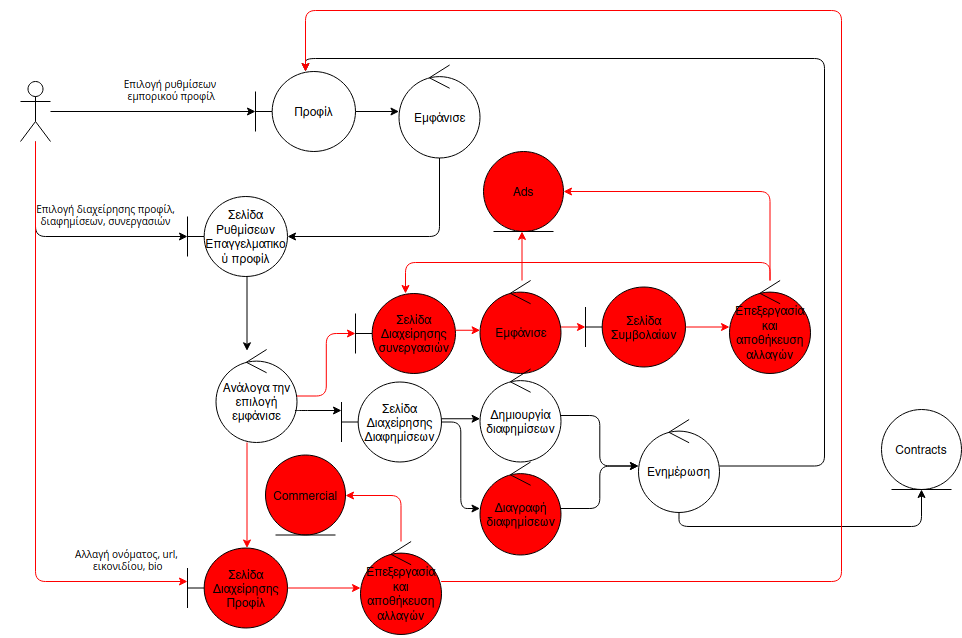 Επιλογή ρυθμίσεων
εμπορικού προφίλ
Προφίλ
Εμφάνισε
Ads
Επιλογή διαχείρησης προφίλ,
διαφημίσεων, συνεργασιών
Σελίδα
Ρυθμίσεων
Επαγγελματικο
ύ προφίλ
Σελίδα
Διαχείρησης
συνεργασιών
Εμφάνισε
Σελίδα
Συμβολαίων
Επεξεργασία
και
αποθήκευση
αλλαγών
Ανάλογα την
επιλογή
εμφάνισε
Σελίδα
Διαχείρησης
Διαφημίσεων
Δημιουργία
διαφημίσεων
Ενημέρωση
Contracts
Commercial
Διαγραφή
διαφημίσεων
Αλλαγή ονόματος, url,
εικονιδίου, bio
Σελίδα
Διαχείρησης
Προφίλ
Επεξεργασία
και
αποθήκευση
αλλαγών